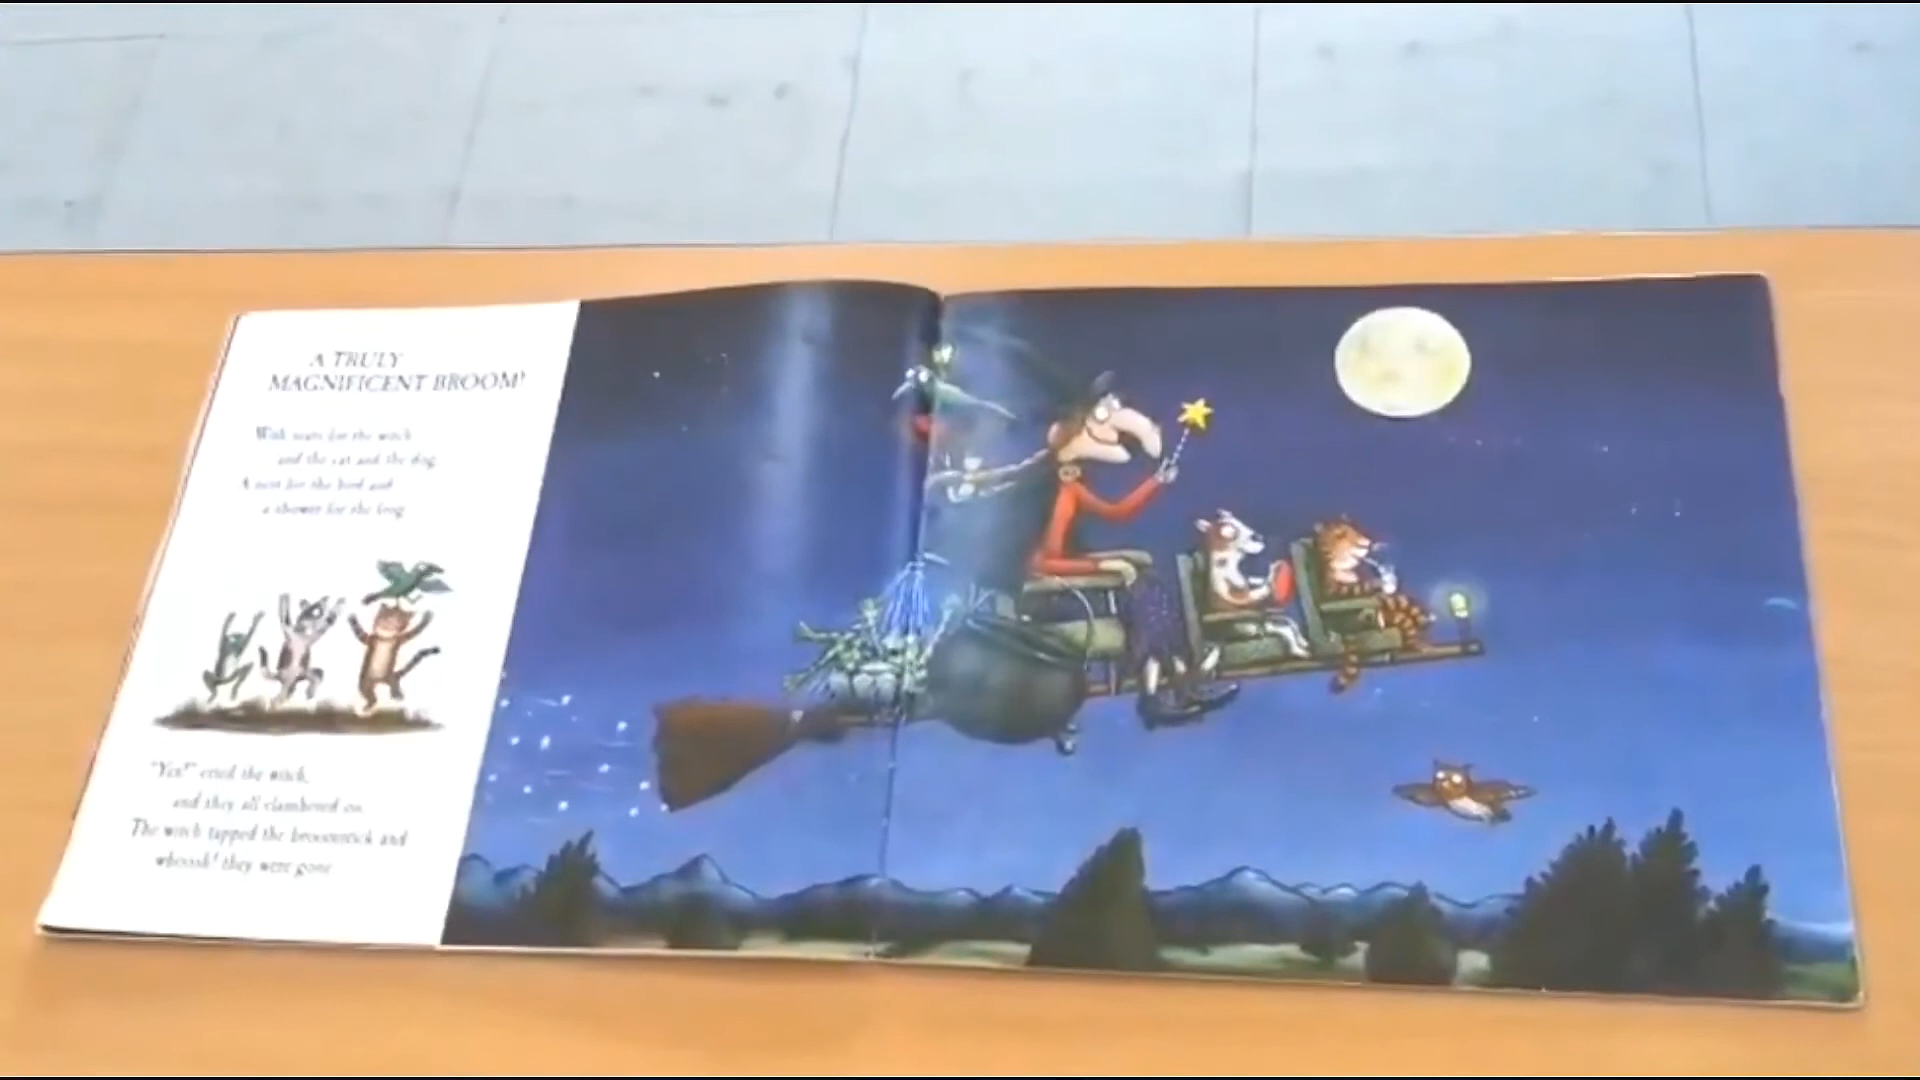 A TRULY
MAGNIFICENT BROOM!
With seats for the witch
and the cat and the dog,
A nest for the bird and
a shower for the frog.
"Yes!" cried the witch,
and they all clambered on.
The witch tapped the broomstick and
whoosh! they were gone.